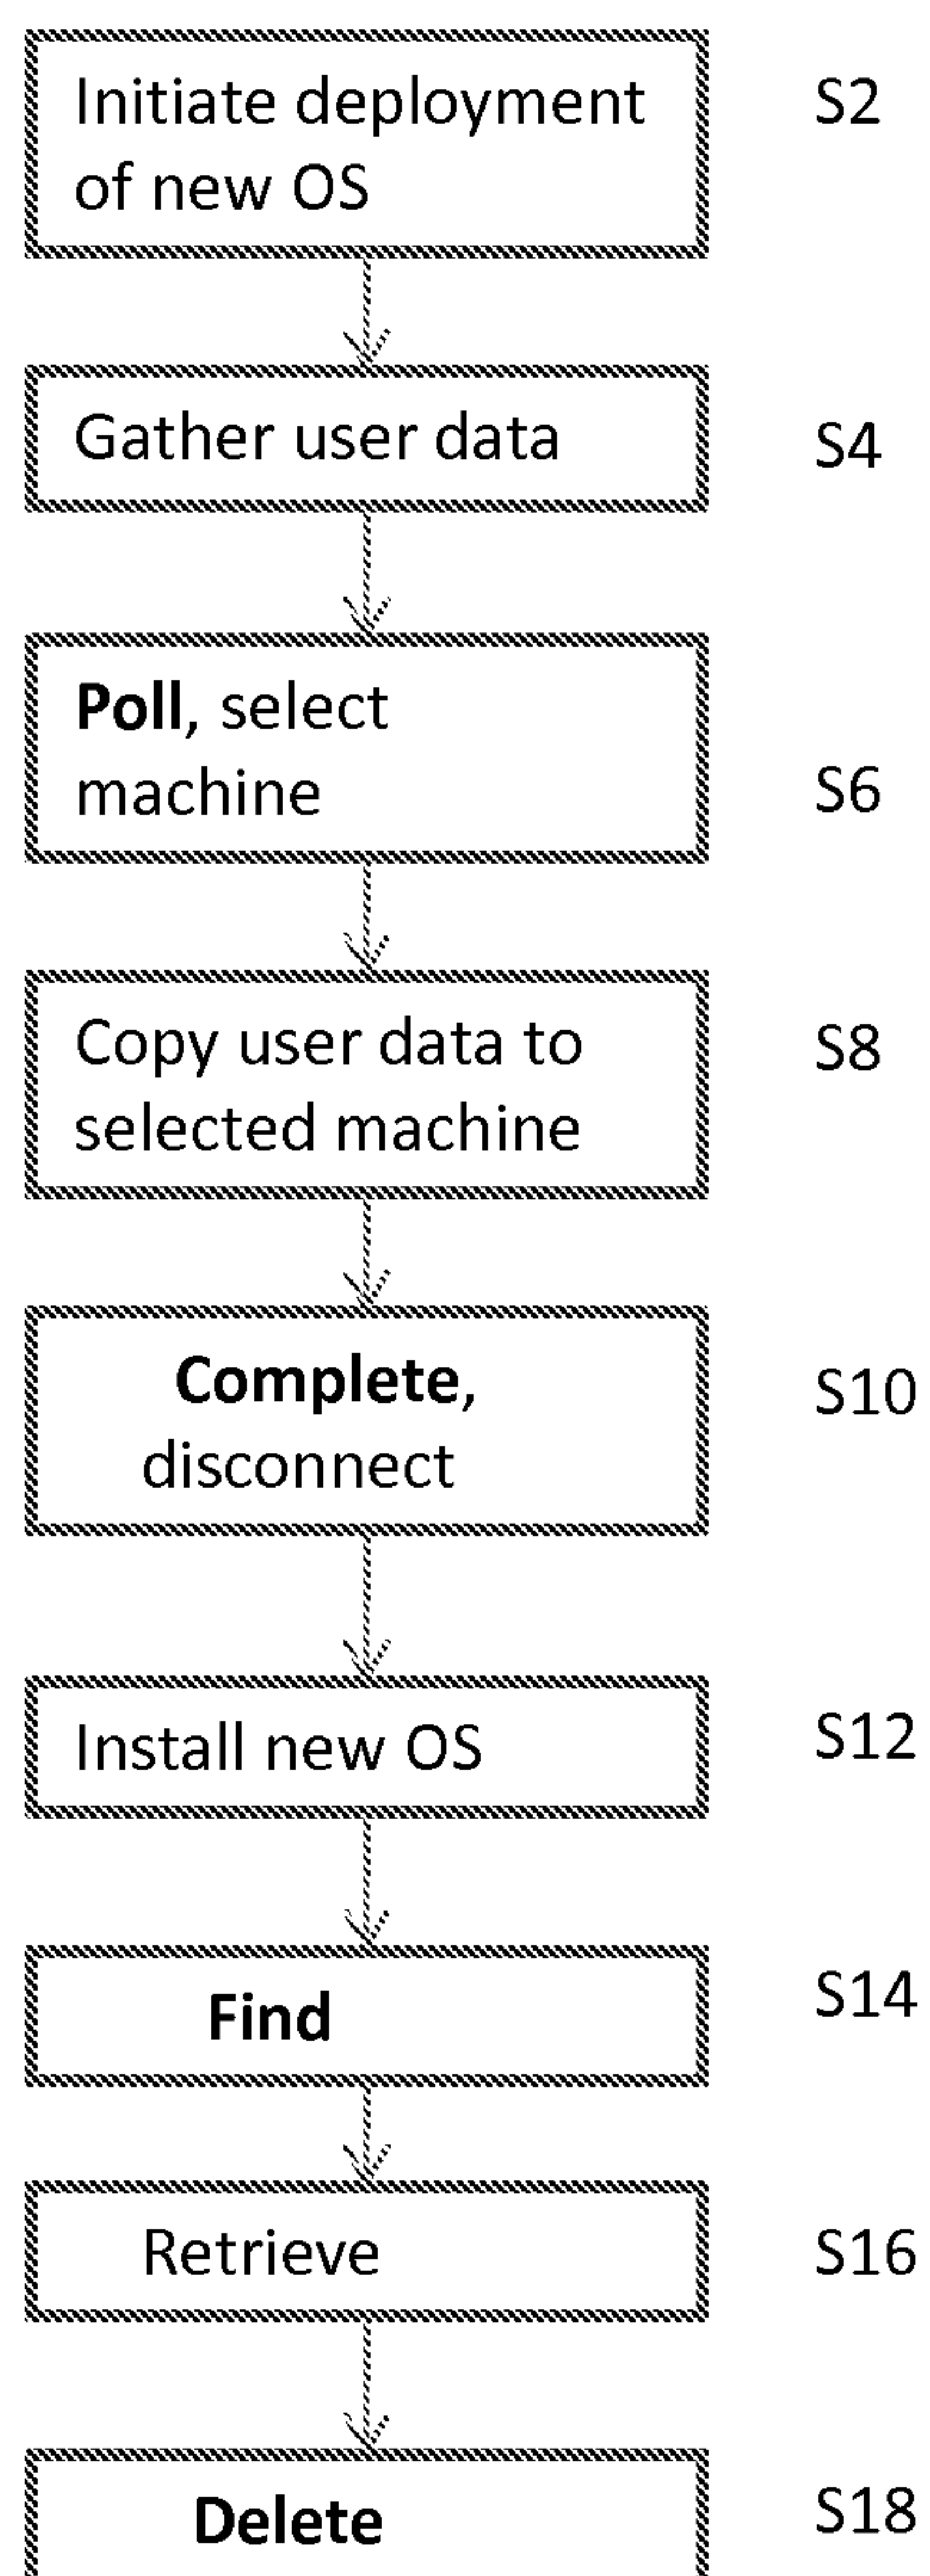 Initiate deployment
of new OS
S2
Gather user data
S4
Poll, select
machine
S6
Copy user data to
selected machine
S8
Complete,
disconnect
S10
Install new OS
S12
Find
S14
Retrieve
S16
Delete
S18